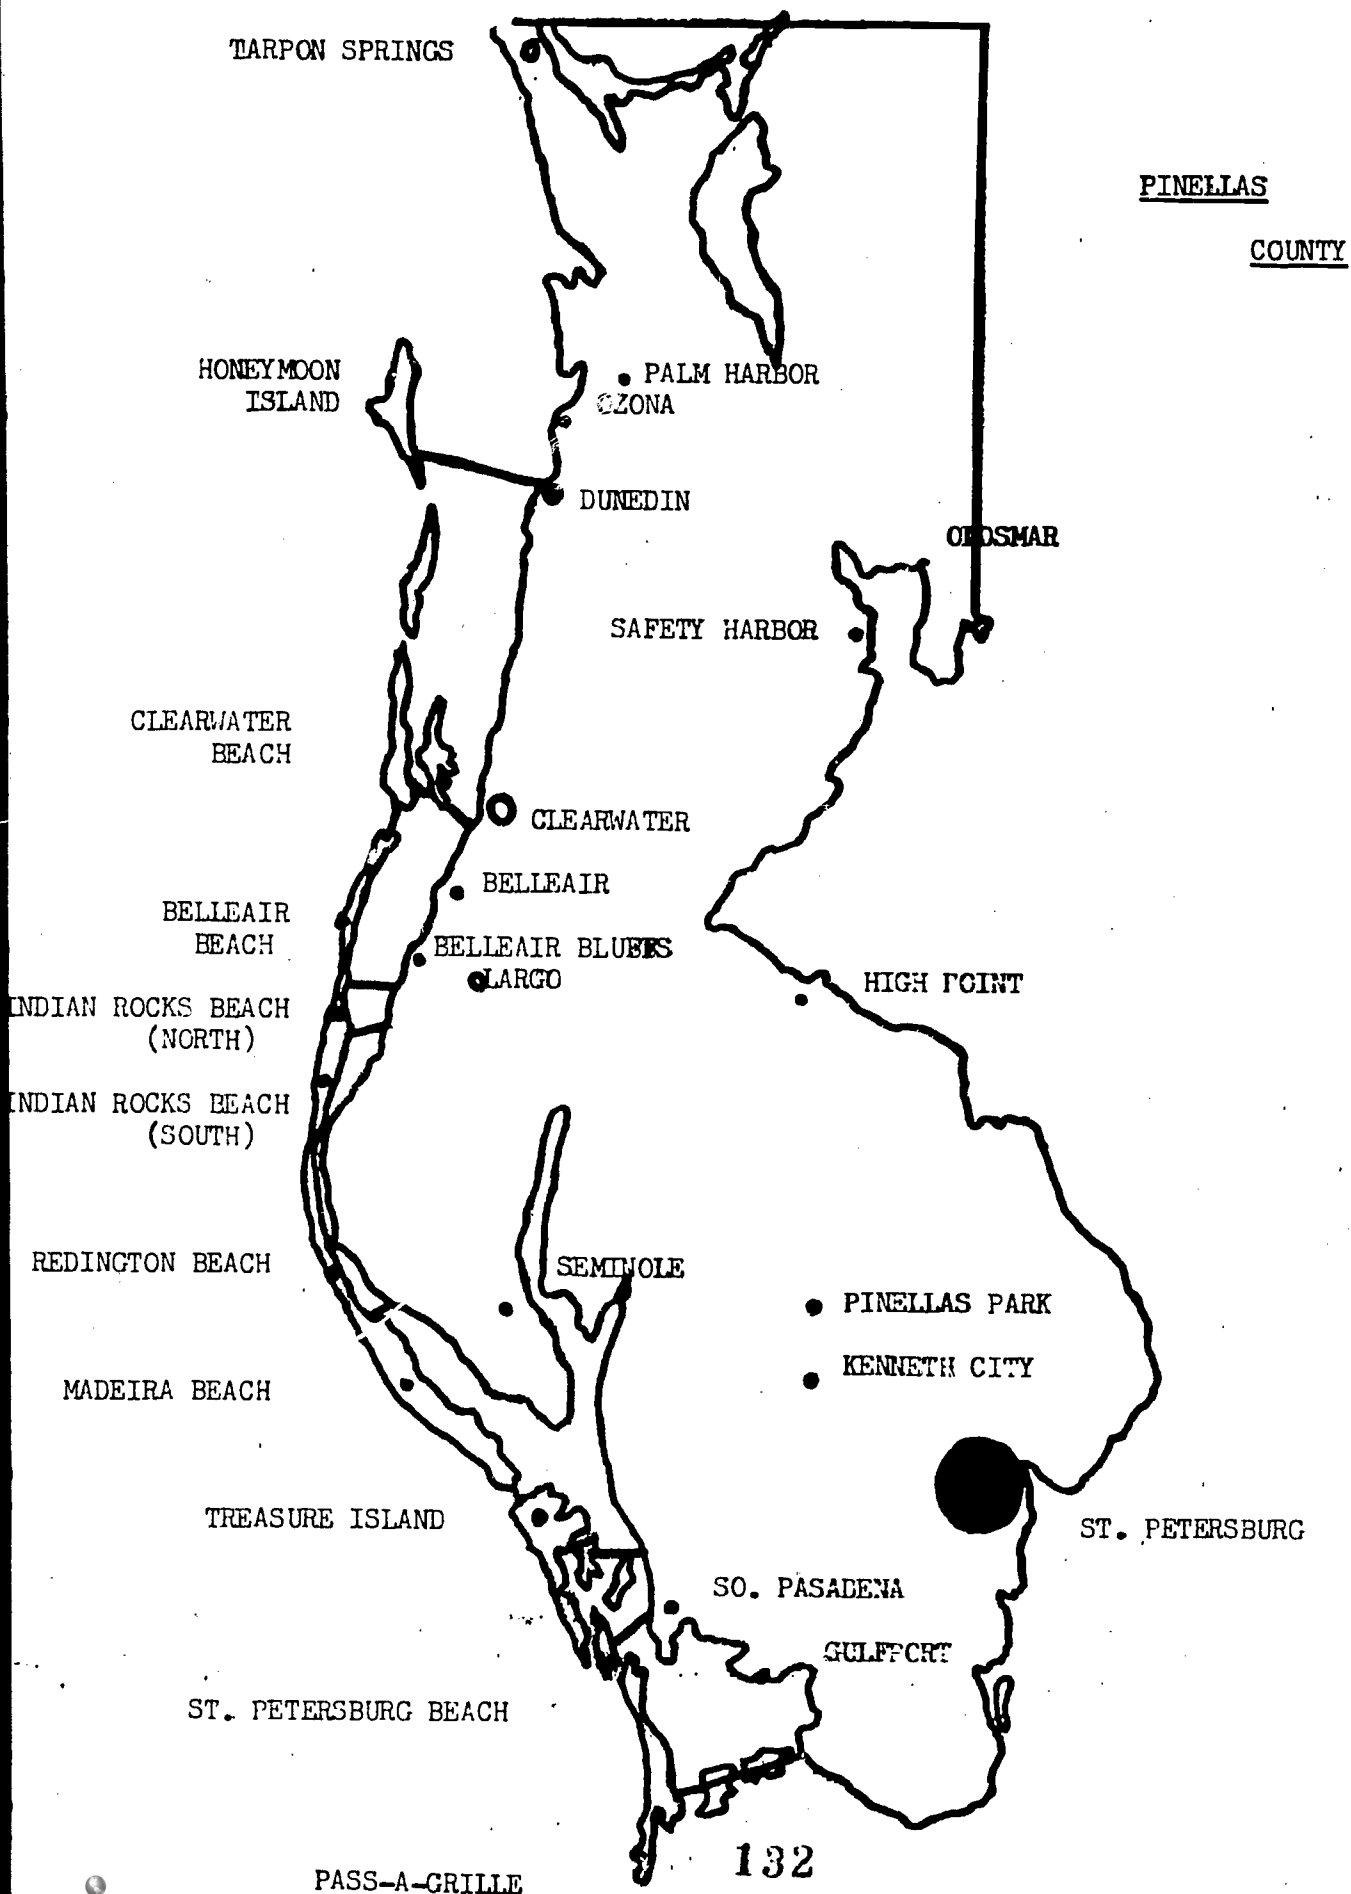 TARPON SPRINGS
PINELLAS
COUNTY
HONEYMOON
ISLAND
PALM HARBOR
OZONA
DUNEDIN
OLDSMAR
SAFETY HARBOR
CLEARWATER
BEACH
CLEARWATER
BELLEAIR
BELLEAIR
BEACH
BELLEAIR BLUFFS
LARGO
HIGH POINT
INDIAN ROCKS BEACH
(NORTH)
INDIAN ROCKS BEACH
(SOUTH)
REDINGTON BEACH
SEMINOLE
PINELLAS PARK
KENNETH CITY
MADEIRA BEACH
TREASURE ISLAND
ST. PETERSBURG
SO. PASADENA
GULFPORT
ST. PETERSBURG BEACH
132
PASS-A-GRILLE